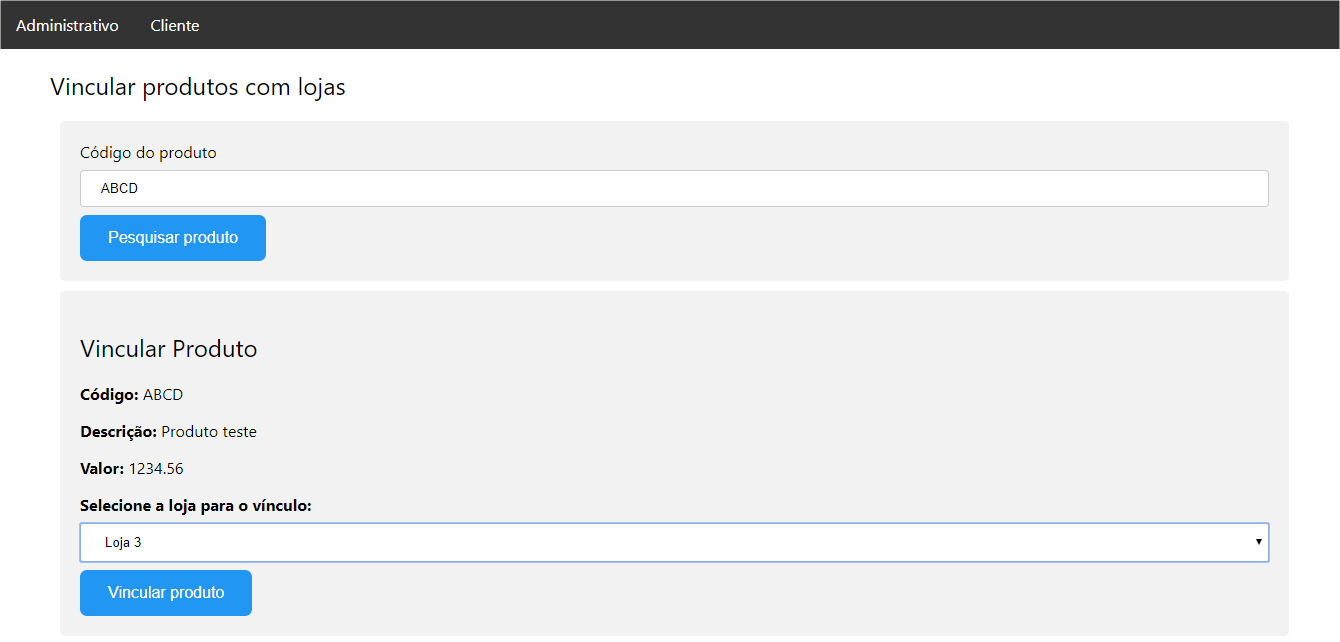 Administrativo Cliente
Vincular produtos com lojas
Código do produto
ABCD
Pesquisar produto
Vincular Produto
Código: ABCD
Descrição: Produto teste
Valor: 1234.56
Selecione a loja para o vínculo:
Loja 3
Vincular produto